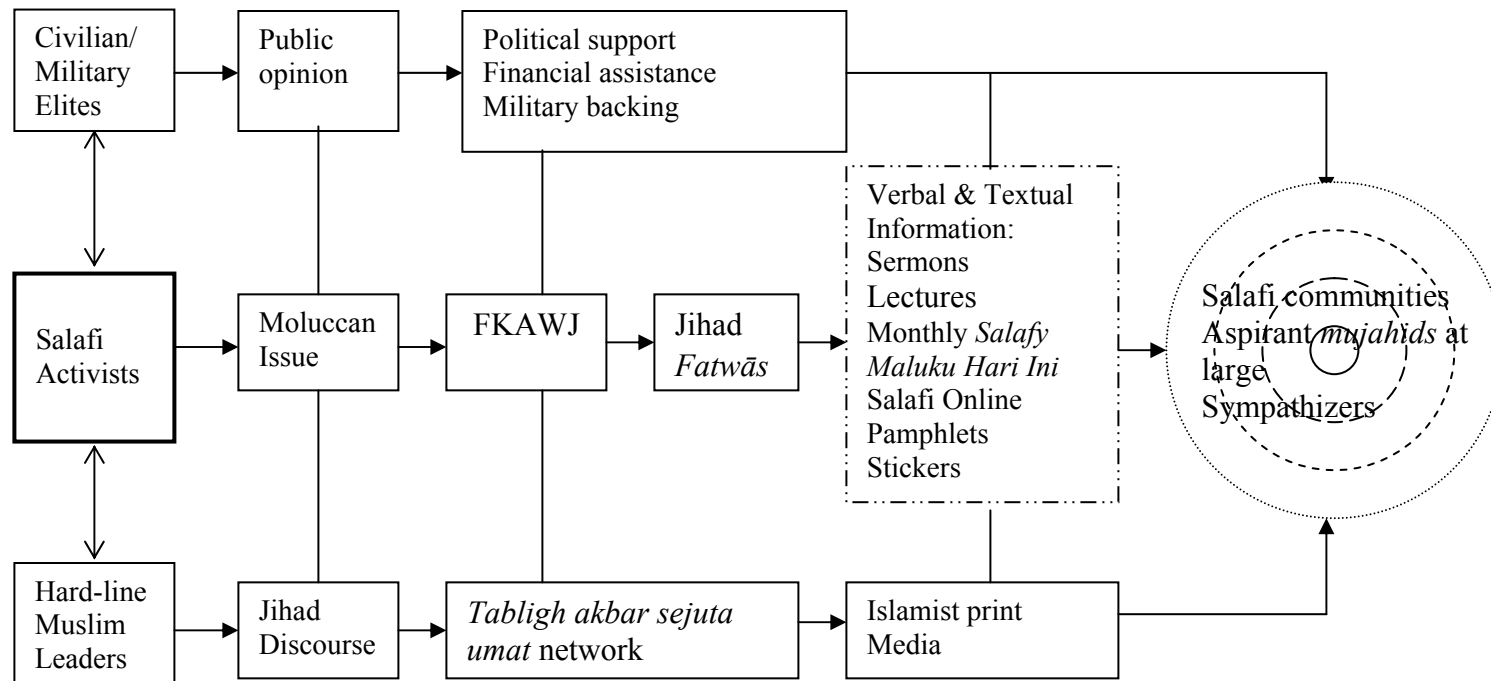 Civilian/
Military
Elites
Public
opinion
Political support
Financial assistance
Military backing
Salafi
Activists
Moluccan
Issue
FKAWJ
Jihad
Fatwās
Verbal & Textual
Information:
Sermons
Lectures
Monthly Salafy
Maluku Hari Ini
Salafi Online
Pamphlets
Stickers
Salafi communities
Aspirant mujahids at
large
Sympathizers
Hard-line
Muslim
Leaders
Jihad
Discourse
Tabligh akbar sejuta
umat network
Islamist print
Media